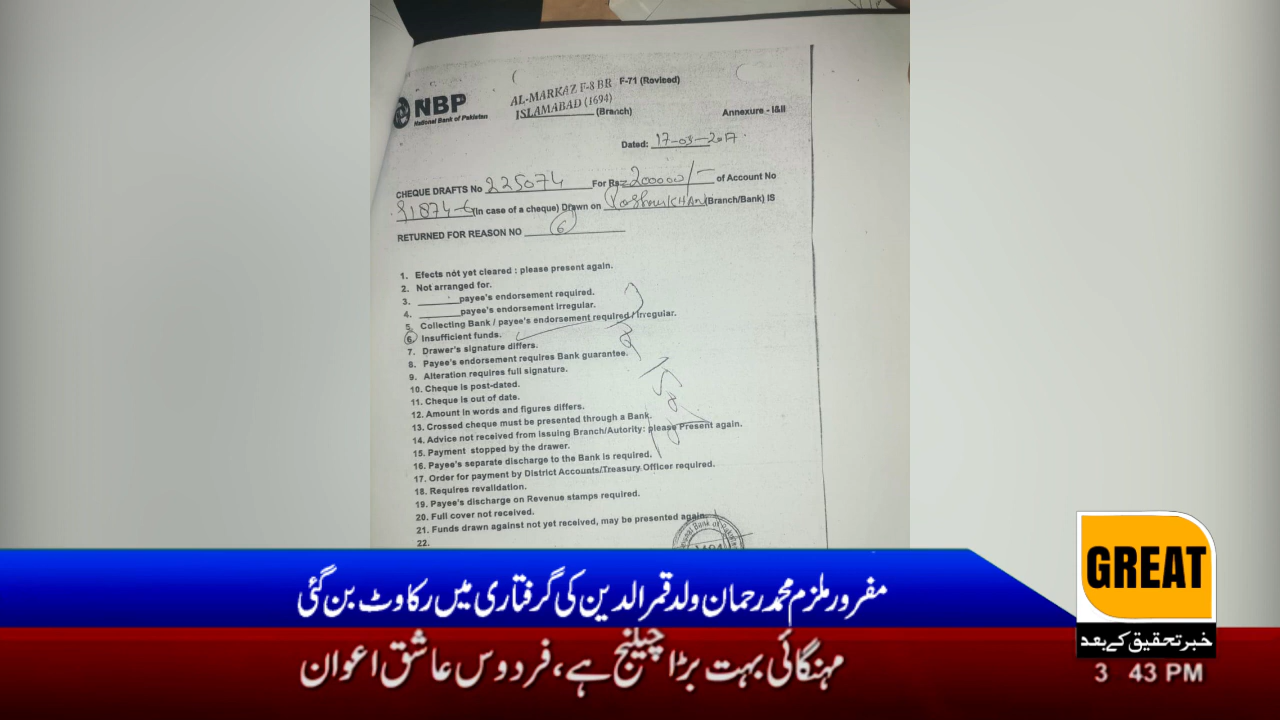 NBP
National Bank of Pakistan
AL-MARKAZ F-8 BR F-71 (Rovised)
ISLAMABAD (1694) (Branch)
Annexure - I&II
Dated: 17-03-2017
CHEQUE DRAFTS No 225074 For Rs= 200000/- of Account No
(In case of a cheque) Drawn on (Branch/Bank) IS
RETURNED FOR REASON NO 6
1. Efects not yet cleared : please present again.
2. Not arranged for.
3. payee's endorsement required.
4. payee's endorsement irregular.
5. Collecting Bank / payee's endorsement required / irregular.
6. Insufficient funds.
7. Drawer's signature differs.
8. Payee's endorsement requires Bank guarantee.
9. Alteration requires full signature.
10. Cheque is post-dated.
11. Cheque is out of date.
12. Amount in words and figures differs.
13. Crossed cheque must be presented through a Bank.
14. Advice not received from issuing Branch/Autority: please Present again.
15. Payment stopped by the drawer.
16. Payee's separate discharge to the Bank is required.
17. Order for payment by District Accounts/Treasury Officer required.
18. Requires revalidation.
19. Payee's discharge on Revenue stamps required.
20. Full cover not received.
21. Funds drawn against not yet received, may be presented again.
22.
مفرور ملزم محمد رحمان ولد قمر الدین کی گرفتاری میں رکاوٹ بن گئی
مہنگائی بہت بڑا چیلنج ہے، فردوس عاشق اعوان
GREAT
خبر تحقیق کے بعد
3 43 PM